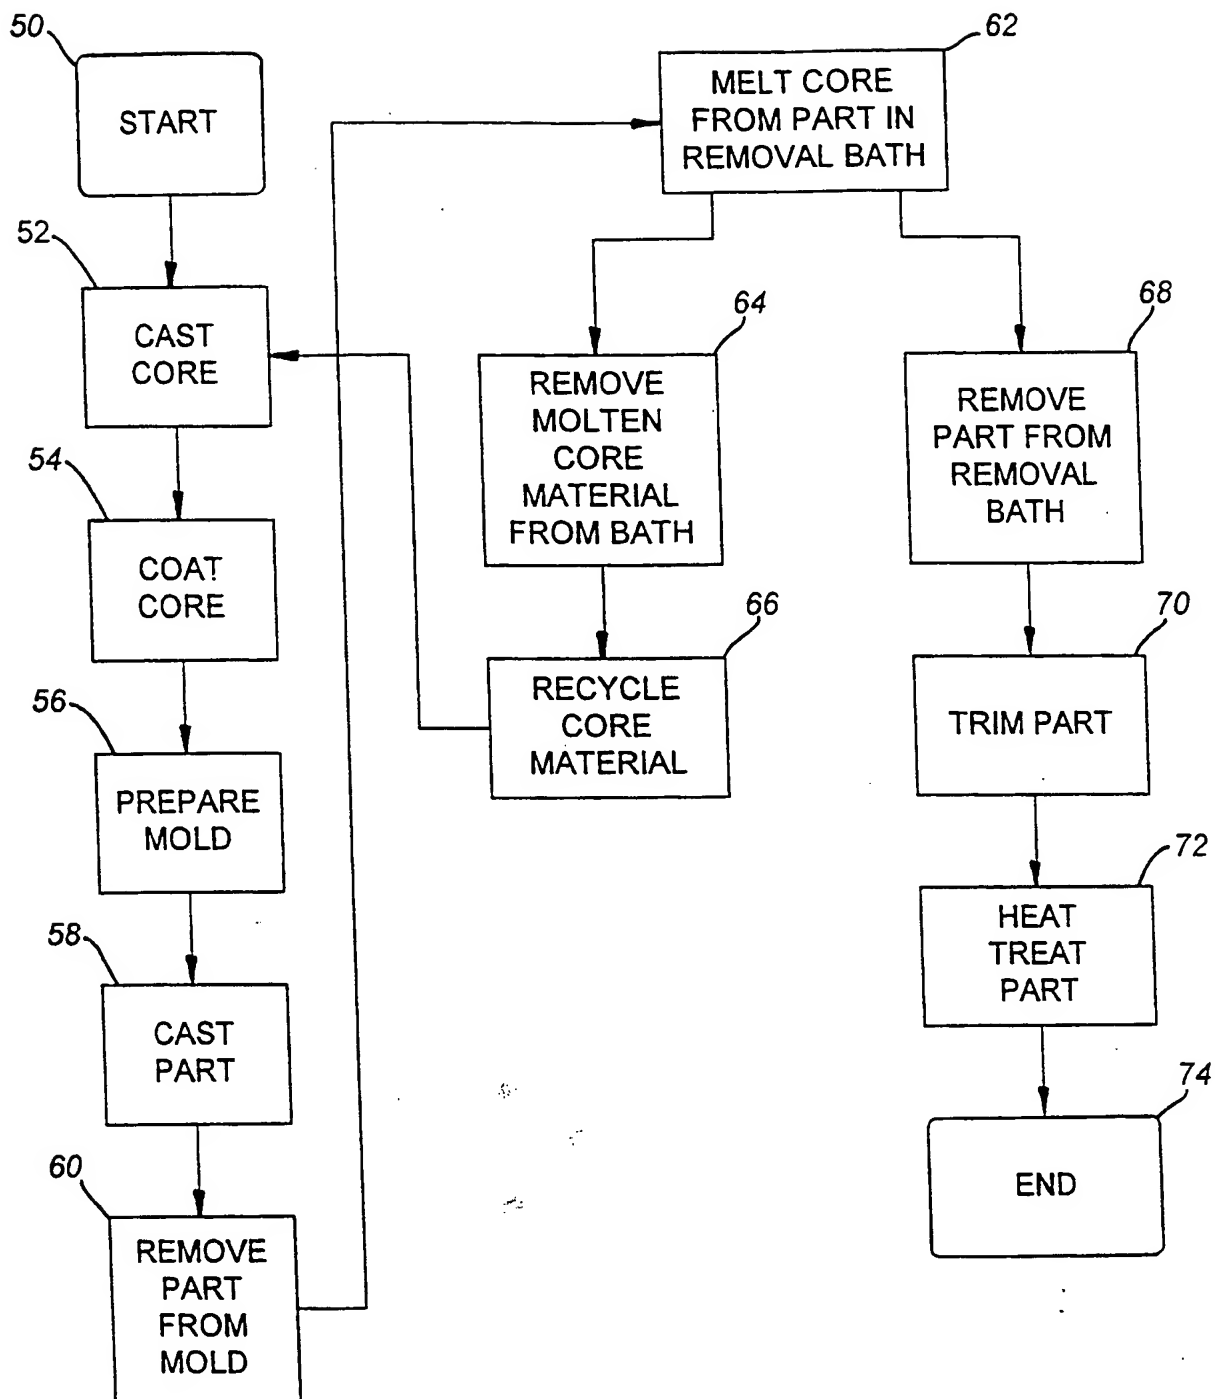 50
START
52
CAST
CORE
54
COAT
CORE
56
PREPARE
MOLD
58
CAST
PART
60
REMOVE
PART
FROM
MOLD
62
MELT CORE
FROM PART IN
REMOVAL BATH
64
REMOVE
MOLTEN
CORE
MATERIAL
FROM BATH
66
RECYCLE
CORE
MATERIAL
68
REMOVE
PART FROM
REMOVAL
BATH
70
TRIM PART
72
HEAT
TREAT
PART
74
END